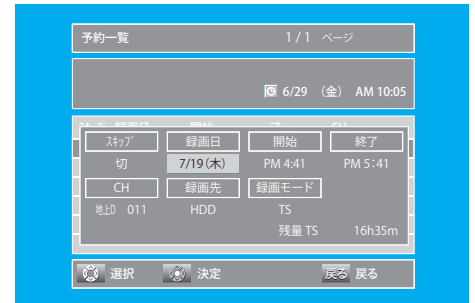 予約一覧 1/1 ページ
6/29 （金） AM 10:05
スキップ 録画日 開始 終了
切 7/19（木） PM 4:41 PM 5:41
CH 録画先 録画モード
地上D 011 HDD TS
残量 TS 16h35m
選択 決定 戻る 戻る